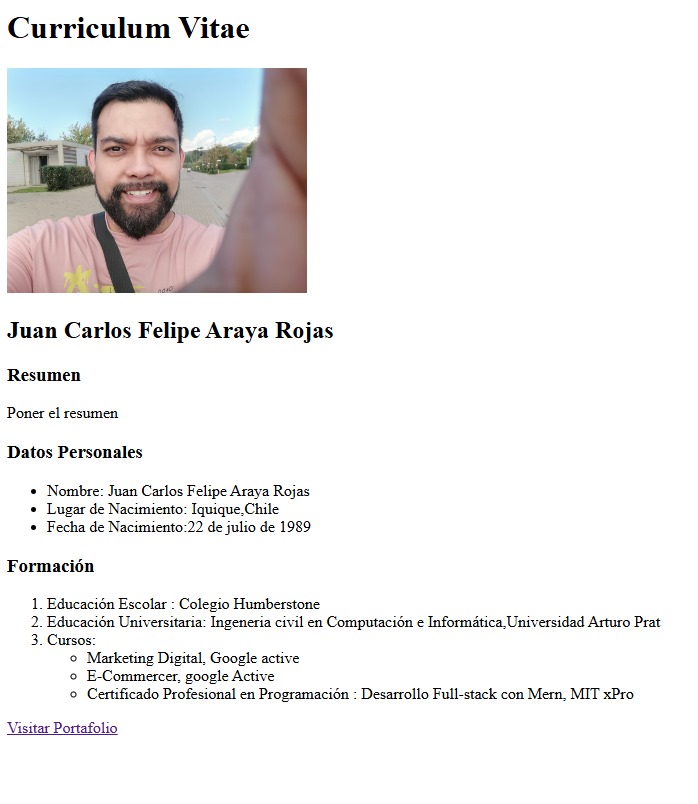 Curriculum Vitae
Juan Carlos Felipe Araya Rojas
Resumen
Poner el resumen
Datos Personales
Nombre: Juan Carlos Felipe Araya Rojas
Lugar de Nacimiento: Iquique,Chile
Fecha de Nacimiento:22 de julio de 1989
Formación
1. Educación Escolar : Colegio Humberstone
2. Educación Universitaria: Ingeneria civil en Computación e Informática,Universidad Arturo Prat
3. Cursos:
Marketing Digital, Google active
E-Commercer, google Active
Certificado Profesional en Programación : Desarrollo Full-stack con Mern, MIT xPro
Visitar Portafolio